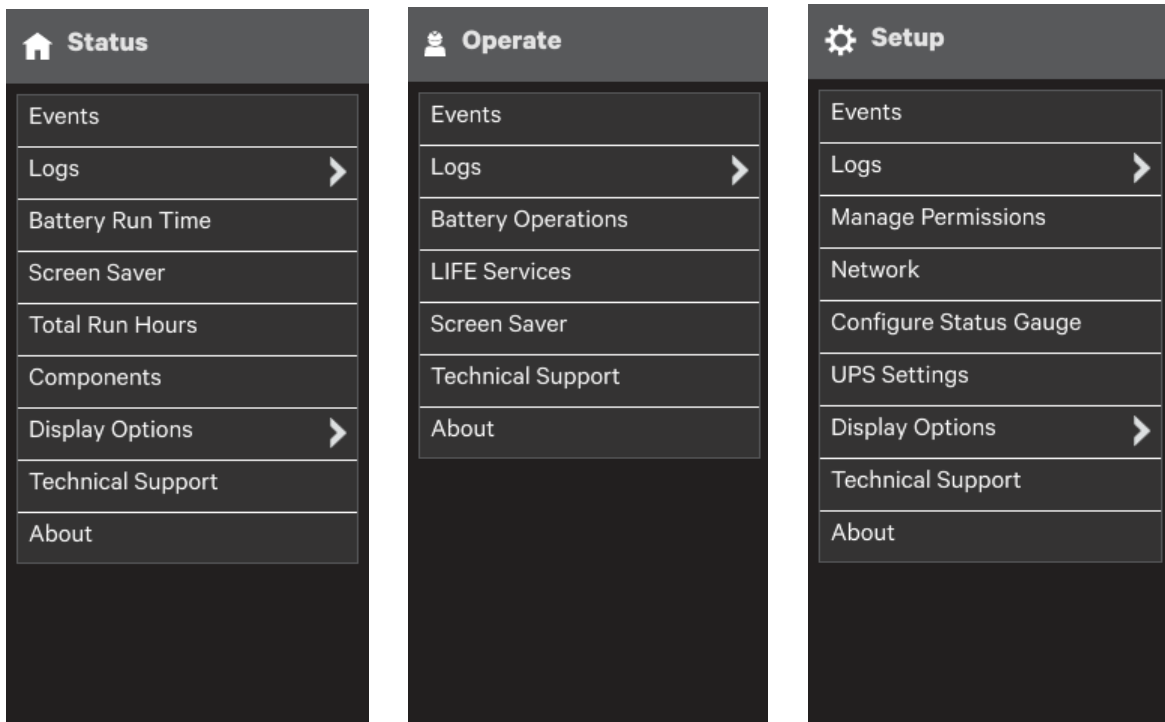 Status
Events
Logs
Battery Run Time
Screen Saver
Total Run Hours
Components
Display Options
Technical Support
About
Operate
Events
Logs
Battery Operations
LIFE Services
Screen Saver
Technical Support
About
Setup
Events
Logs
Manage Permissions
Network
Configure Status Gauge
UPS Settings
Display Options
Technical Support
About